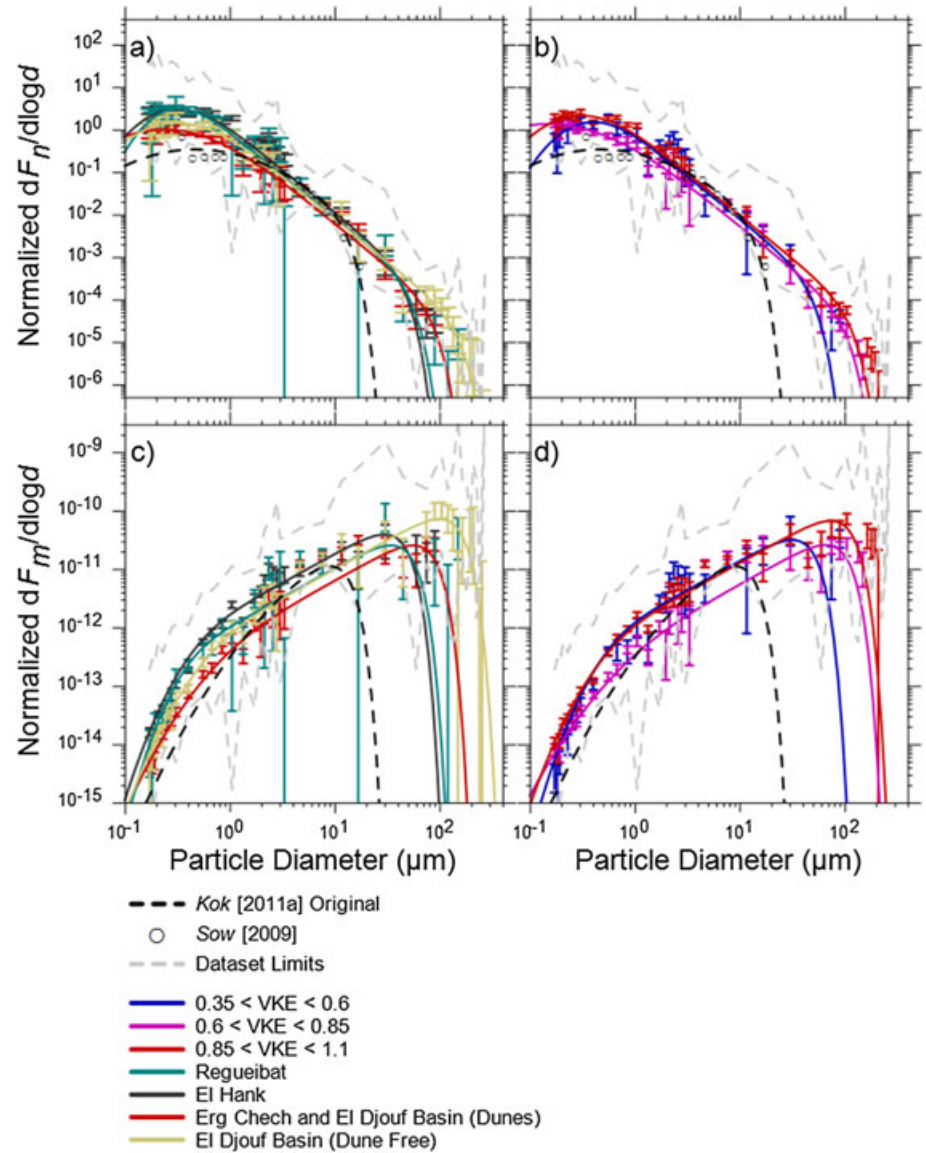 a)
b)
Normalized dFn/dlogd
10²
10¹
10⁰
10⁻¹
10⁻²
10⁻³
10⁻⁴
10⁻⁵
10⁻⁶
c)
d)
Normalized dFm/dlogd
10⁻⁹
10⁻¹⁰
10⁻¹¹
10⁻¹²
10⁻¹³
10⁻¹⁴
10⁻¹⁵
10⁻¹ 10⁰ 10¹ 10² 10⁻¹ 10⁰ 10¹ 10²
Particle Diameter (µm) Particle Diameter (µm)
Kok [2011a] Original
Sow [2009]
Dataset Limits
0.35 < VKE < 0.6
0.6 < VKE < 0.85
0.85 < VKE < 1.1
Regueibat
El Hank
Erg Chech and El Djouf Basin (Dunes)
El Djouf Basin (Dune Free)